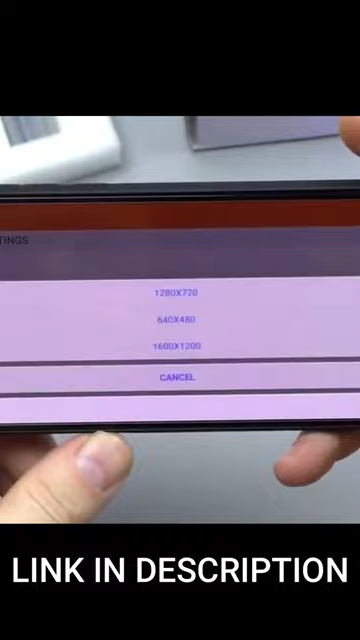 TINGS
1280X720
640X480
1600X1200
CANCEL
LINK IN DESCRIPTION